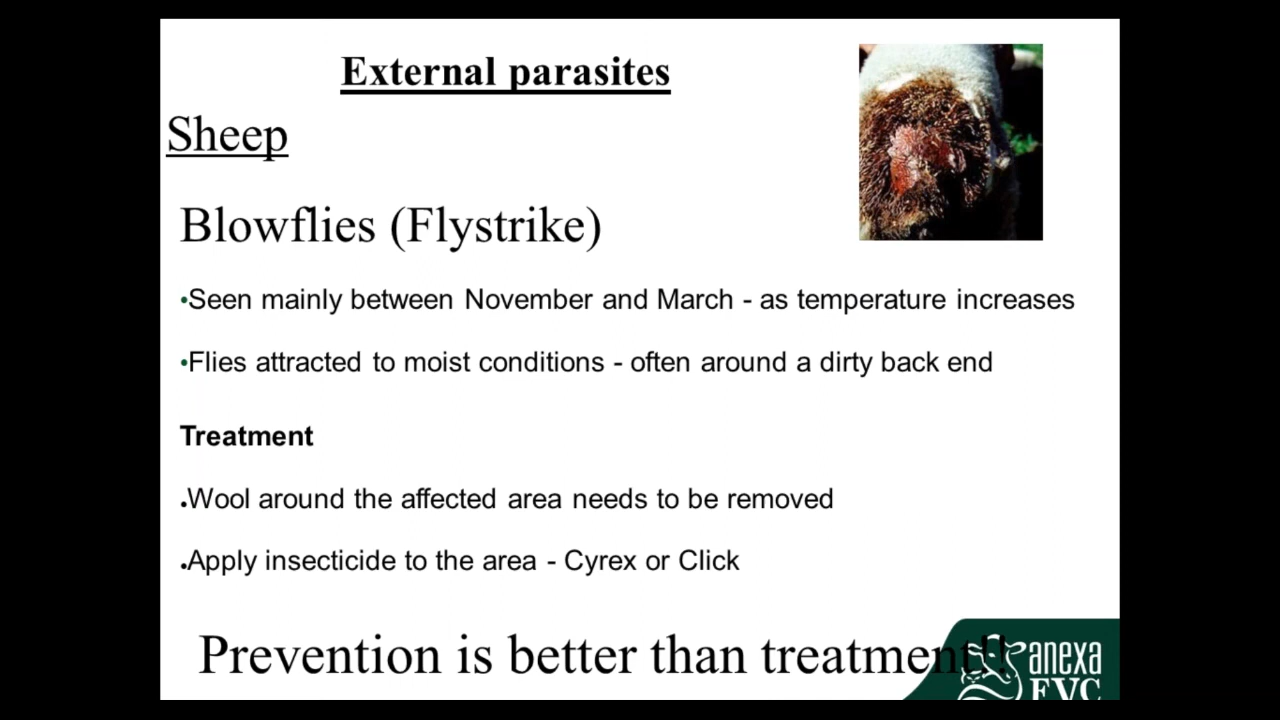 External parasites
Sheep
Blowflies (Flystrike)
•Seen mainly between November and March - as temperature increases
•Flies attracted to moist conditions - often around a dirty back end
Treatment
•Wool around the affected area needs to be removed
•Apply insecticide to the area - Cyrex or Click
Prevention is better than treatment!!
anexa
FVC